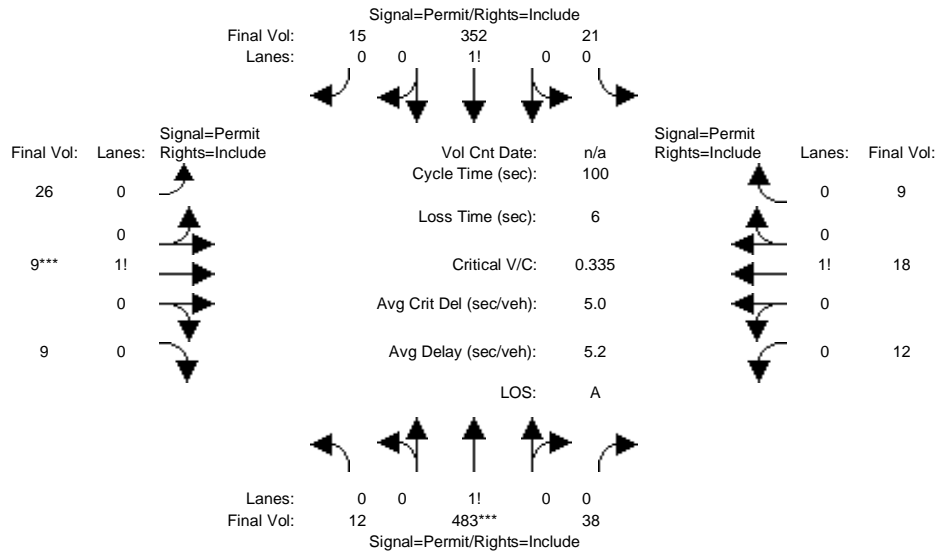 Signal=Permit/Rights=Include
Final Vol: 15 352 21
Lanes: 0 0 1! 0 0
Signal=Permit
Final Vol: Lanes: Rights=Include
Vol Cnt Date: n/a
Signal=Permit
Rights=Include Lanes: Final Vol:
Cycle Time (sec): 100
26 0
0 9
Loss Time (sec): 6
0
0
9*** 1!
Critical V/C: 0.335
1! 18
0
Avg Crit Del (sec/veh): 5.0
0
9 0
Avg Delay (sec/veh): 5.2
0 12
LOS: A
Lanes: 0 0 1! 0 0
Final Vol: 12 483*** 38
Signal=Permit/Rights=Include